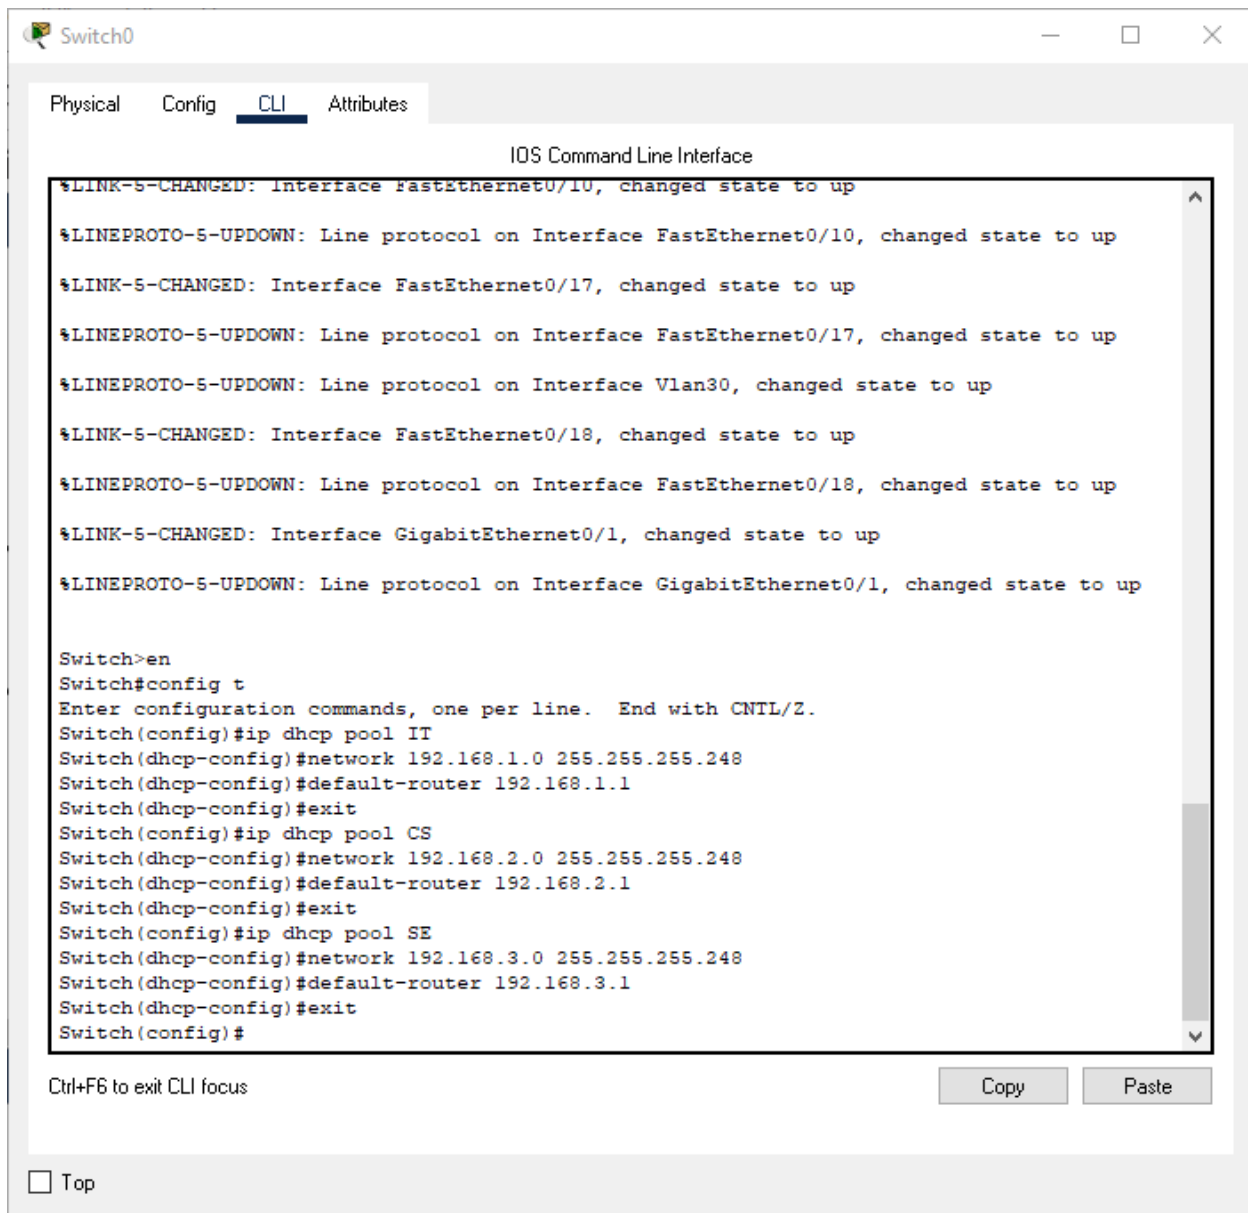 Switch0
Physical Config CLI Attributes
IOS Command Line Interface
%LINK-5-CHANGED: Interface FastEthernet0/10, changed state to up
%LINEPROTO-5-UPDOWN: Line protocol on Interface FastEthernet0/10, changed state to up
%LINK-5-CHANGED: Interface FastEthernet0/17, changed state to up
%LINEPROTO-5-UPDOWN: Line protocol on Interface FastEthernet0/17, changed state to up
%LINEPROTO-5-UPDOWN: Line protocol on Interface Vlan30, changed state to up
%LINK-5-CHANGED: Interface FastEthernet0/18, changed state to up
%LINEPROTO-5-UPDOWN: Line protocol on Interface FastEthernet0/18, changed state to up
%LINK-5-CHANGED: Interface GigabitEthernet0/1, changed state to up
%LINEPROTO-5-UPDOWN: Line protocol on Interface GigabitEthernet0/1, changed state to up
Switch>en
Switch#config t
Enter configuration commands, one per line.  End with CNTL/Z.
Switch(config)#ip dhcp pool IT
Switch(dhcp-config)#network 192.168.1.0 255.255.255.248
Switch(dhcp-config)#default-router 192.168.1.1
Switch(dhcp-config)#exit
Switch(config)#ip dhcp pool CS
Switch(dhcp-config)#network 192.168.2.0 255.255.255.248
Switch(dhcp-config)#default-router 192.168.2.1
Switch(dhcp-config)#exit
Switch(config)#ip dhcp pool SE
Switch(dhcp-config)#network 192.168.3.0 255.255.255.248
Switch(dhcp-config)#default-router 192.168.3.1
Switch(dhcp-config)#exit
Switch(config)#
Ctrl+F6 to exit CLI focus
Copy Paste
Top